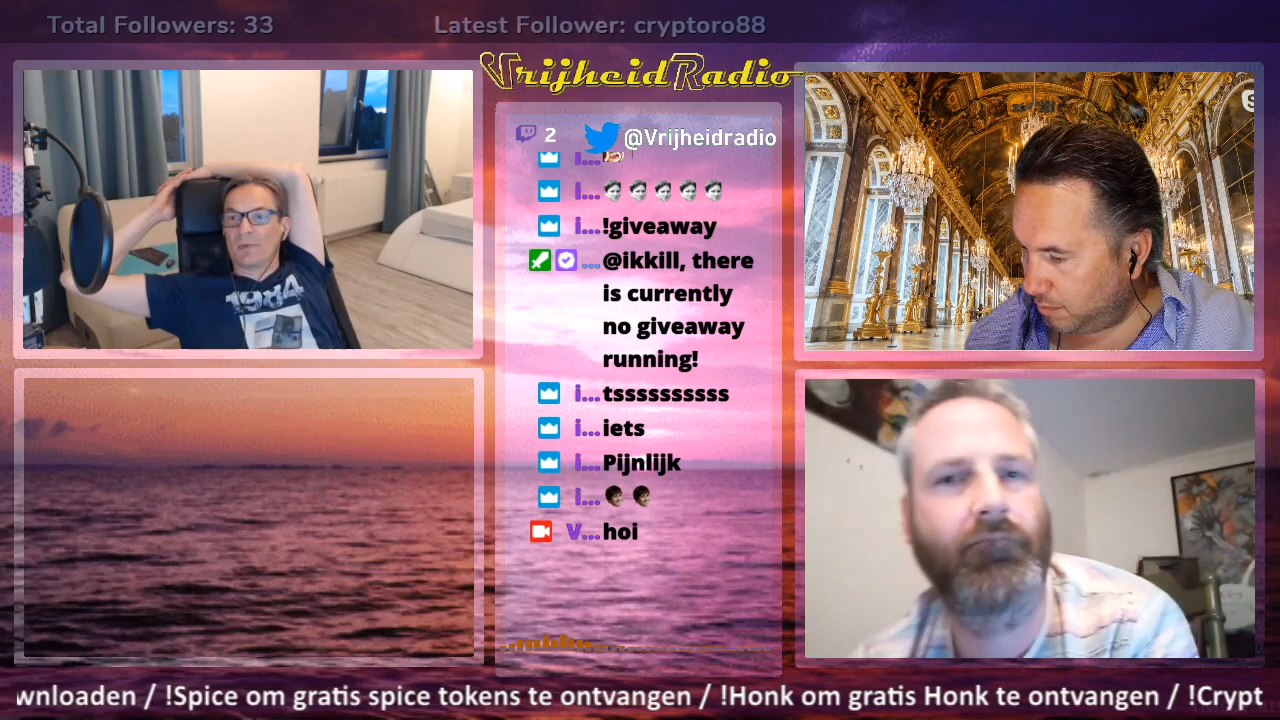 Total Followers: 33
Latest Follower: cryptoro88
VrijheidRadio
2
@Vrijheidradio
i...
i...
i... !giveaway
... @ikkill, there
is currently
no giveaway
running!
i... tssssssssss
i... iets
i... Pijnlijk
i...
V... hoi
1984
wnloaden / !Spice om gratis spice tokens te ontvangen / !Honk om gratis Honk te ontvangen / !Crypt